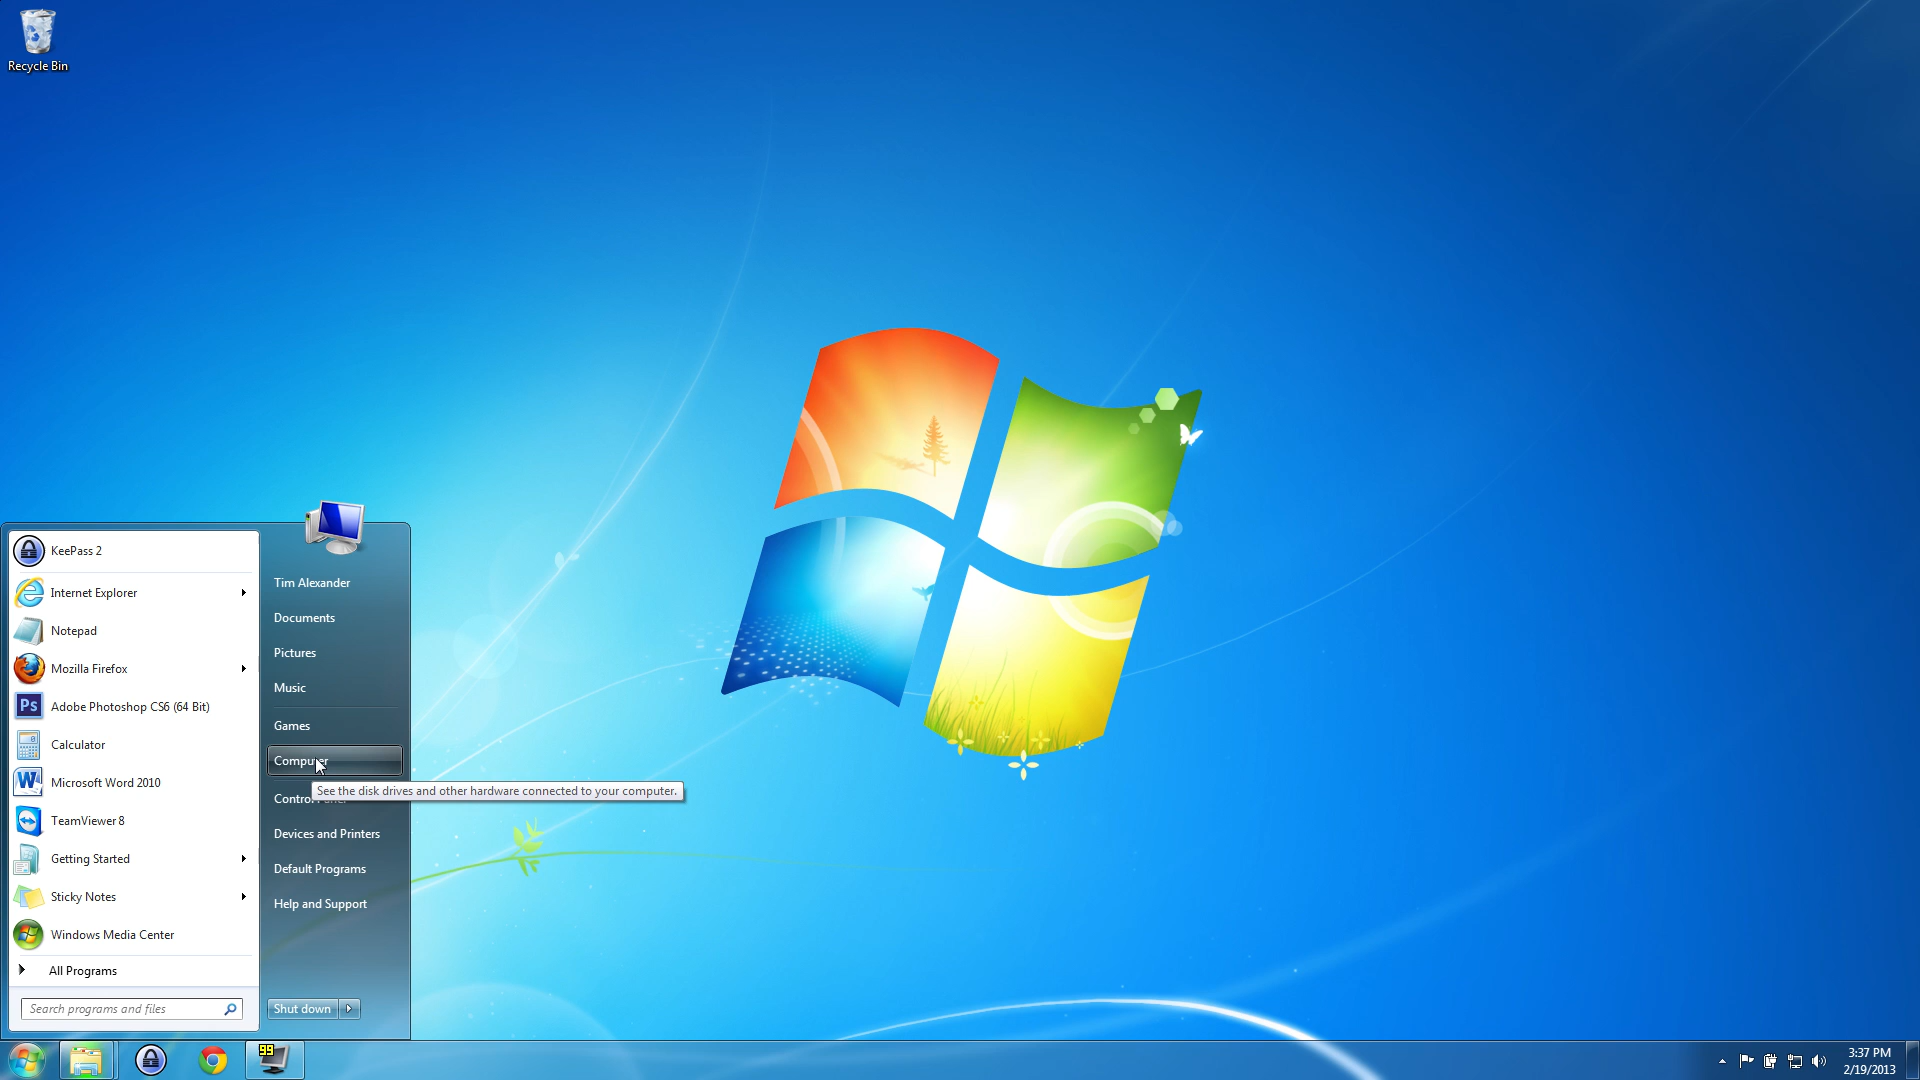 Recycle Bin
KeePass 2
Internet Explorer
Notepad
Mozilla Firefox
Ps
Adobe Photoshop CS6 (64 Bit)
Calculator
Microsoft Word 2010
TeamViewer 8
Getting Started
Sticky Notes
Windows Media Center
All Programs
Search programs and files
Tim Alexander
Documents
Pictures
Music
Games
Computer
See the disk drives and other hardware connected to your computer.
Devices and Printers
Default Programs
Help and Support
Shut down
99
3:37 PM
2/19/2013